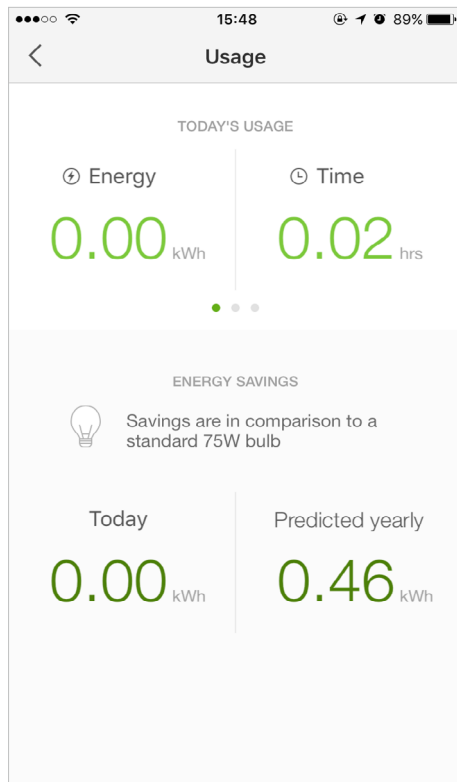 15:48 89%
Usage
TODAY'S USAGE
Energy Time
0.00 kWh 0.02 hrs
ENERGY SAVINGS
Savings are in comparison to a
standard 75W bulb
Today Predicted yearly
0.00 kWh 0.46 kWh